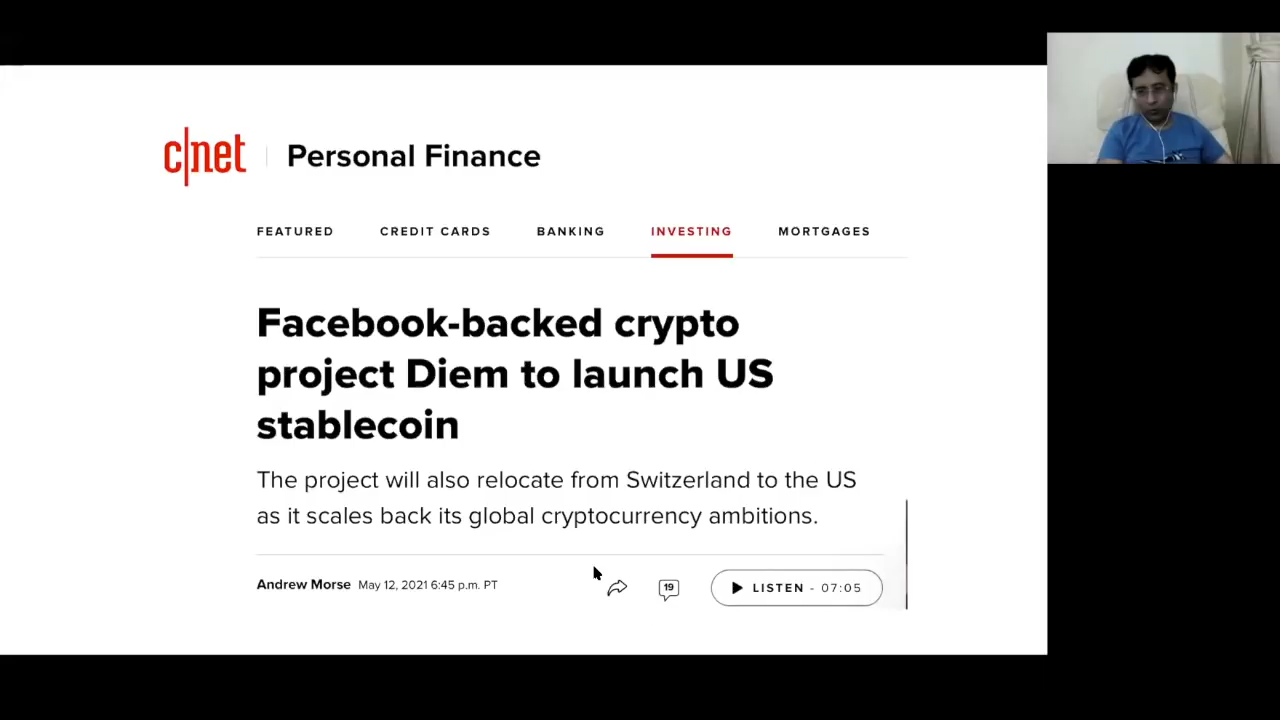 c|net Personal Finance
FEATURED CREDIT CARDS BANKING INVESTING MORTGAGES
Facebook-backed crypto
project Diem to launch US
stablecoin
The project will also relocate from Switzerland to the US
as it scales back its global cryptocurrency ambitions.
Andrew Morse May 12, 2021 6:45 p.m. PT 19 LISTEN - 07:05